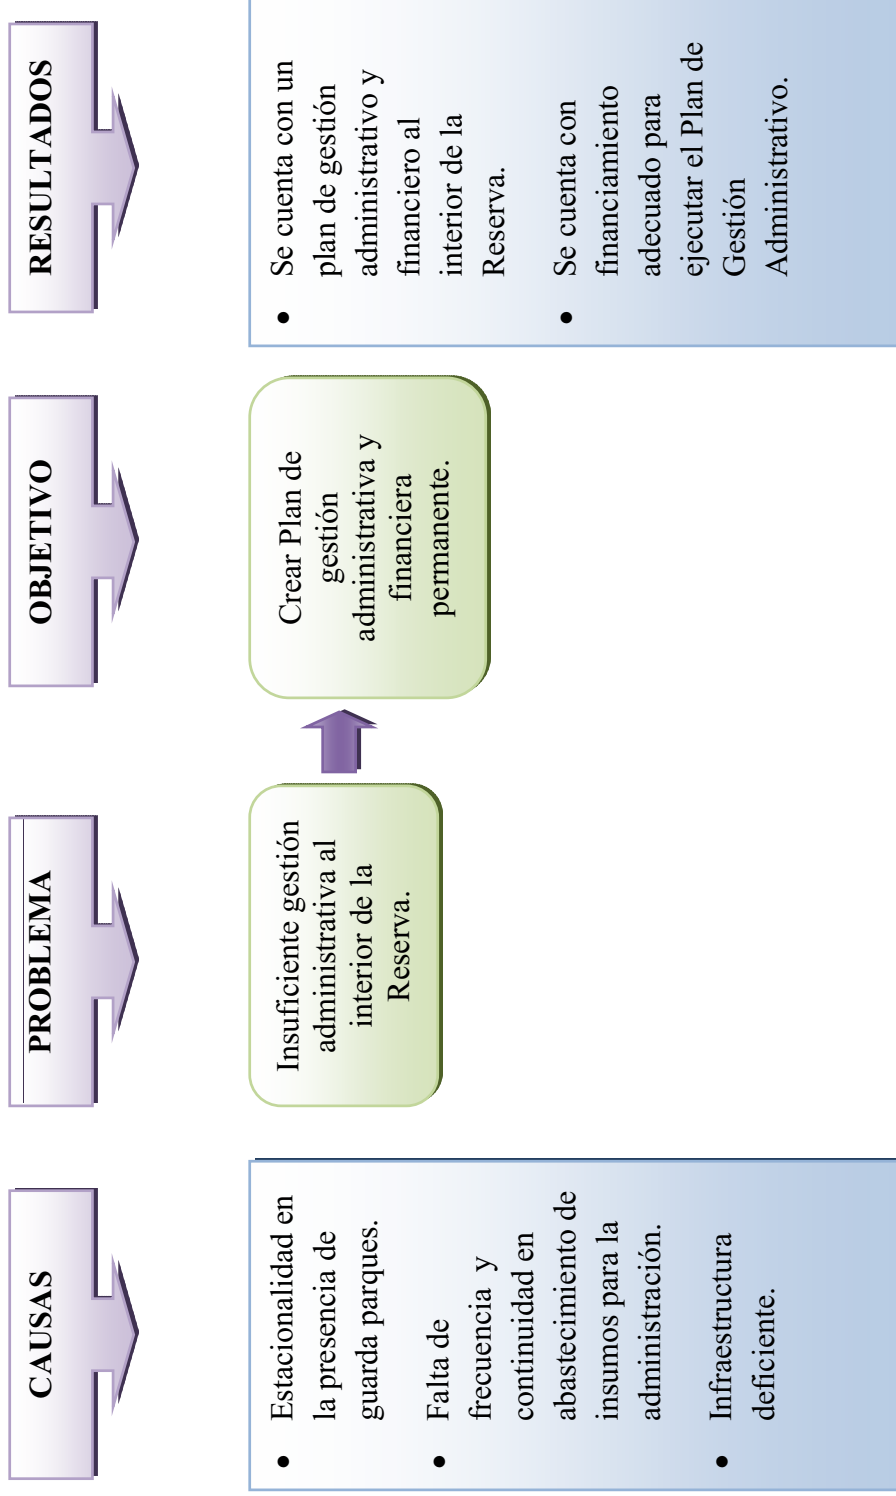 CAUSAS
PROBLEMA
OBJETIVO
RESULTADOS
• Estacionalidad en
la presencia de
guarda parques.
• Falta de
frecuencia y
continuidad en
abastecimiento de
insumos para la
administración.
• Infraestructura
deficiente.
Insuficiente gestión
administrativa al
interior de la
Reserva.
Crear Plan de
gestión
administrativa y
financiera
permanente.
• Se cuenta con un
plan de gestión
administrativo y
financiero al
interior de la
Reserva.
• Se cuenta con
financiamiento
adecuado para
ejecutar el Plan de
Gestión
Administrativo.